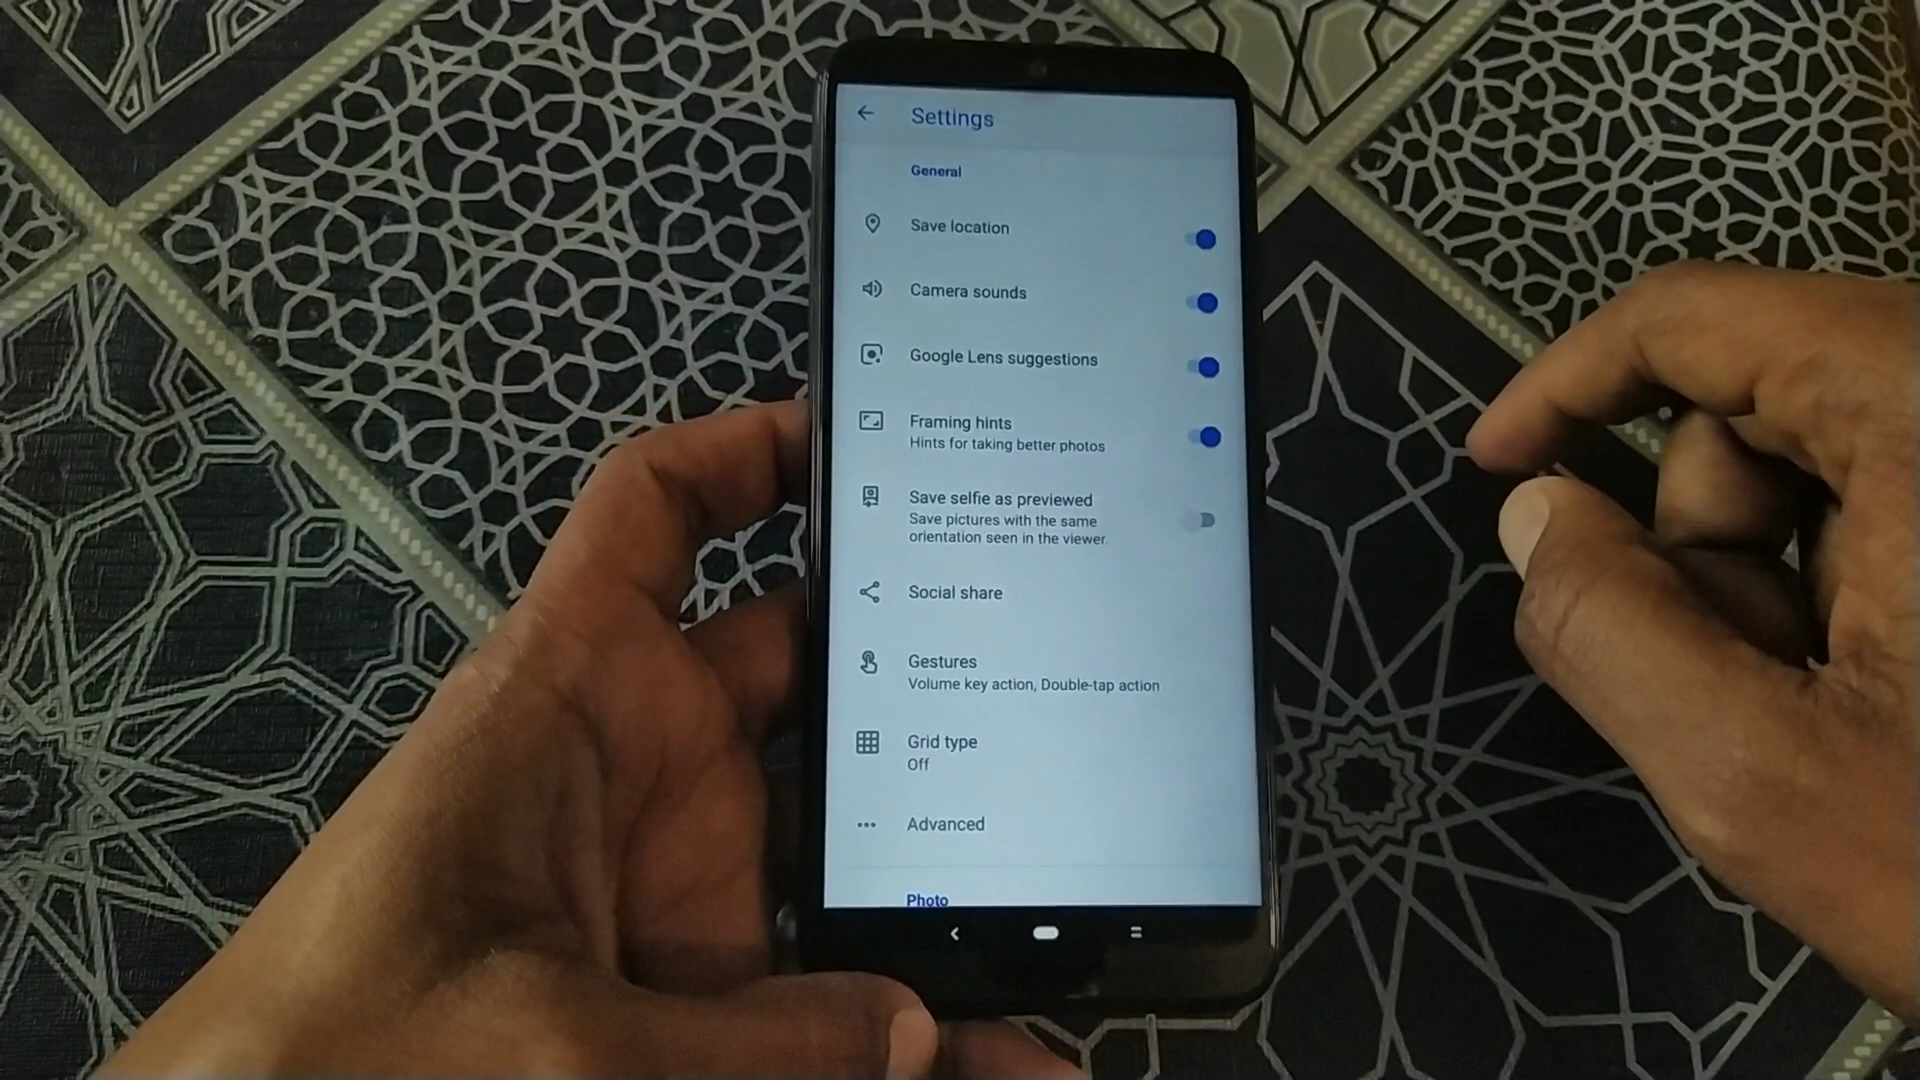 Settings
General
Save location
Camera sounds
Google Lens suggestions
Framing hints
Hints for taking better photos
Save selfie as previewed
Save pictures with the same
orientation seen in the viewer.
Social share
Gestures
Volume key action, Double-tap action
Grid type
Off
Advanced
Photo